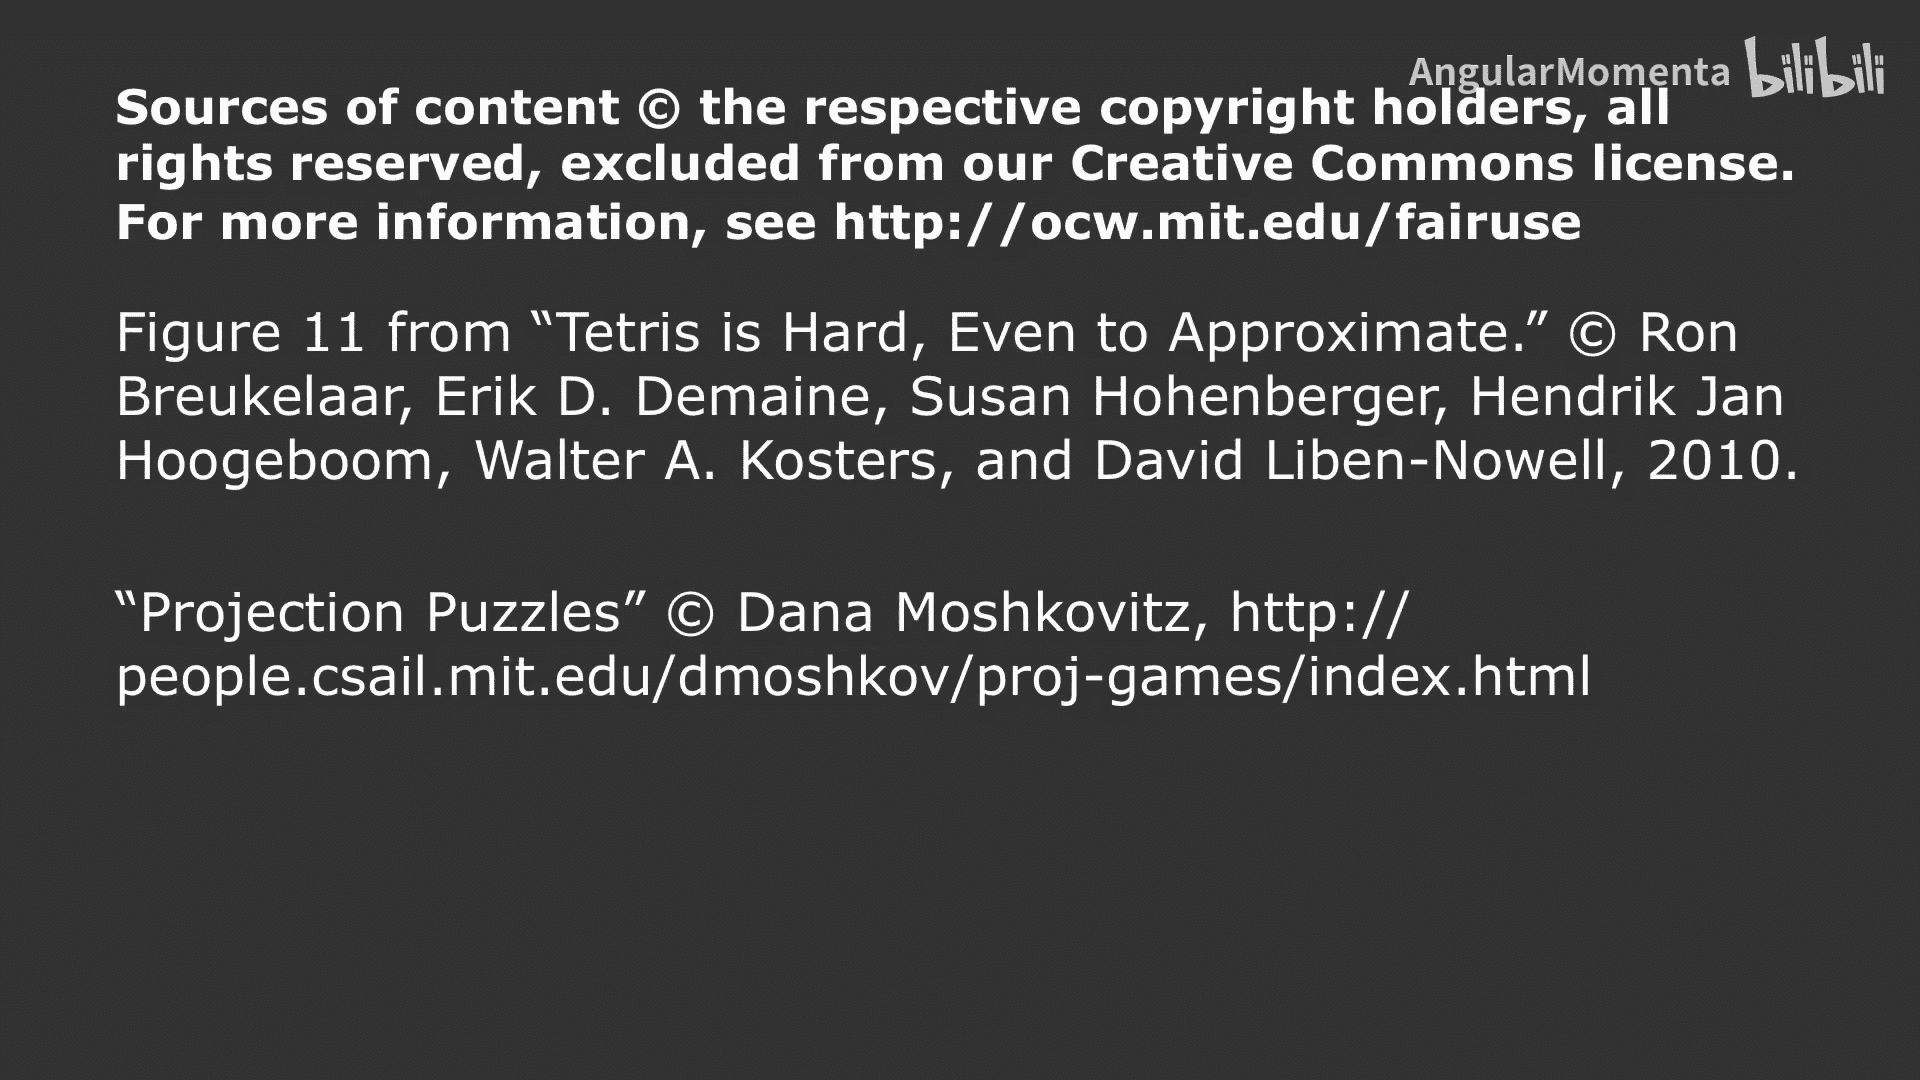 AngularMomenta bilibili
Sources of content © the respective copyright holders, all
rights reserved, excluded from our Creative Commons license.
For more information, see http://ocw.mit.edu/fairuse
Figure 11 from “Tetris is Hard, Even to Approximate.” © Ron
Breukelaar, Erik D. Demaine, Susan Hohenberger, Hendrik Jan
Hoogeboom, Walter A. Kosters, and David Liben-Nowell, 2010.
“Projection Puzzles” © Dana Moshkovitz, http://
people.csail.mit.edu/dmoshkov/proj-games/index.html